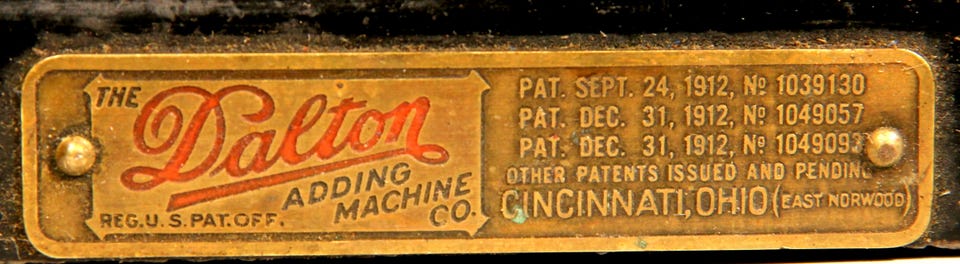 THE
Dalton
ADDING
MACHINE
CO.
REG. U.S. PAT. OFF.
PAT. SEPT. 24, 1912, Nº 1039130
PAT. DEC. 31, 1912, Nº 1049057
PAT. DEC. 31, 1912, Nº
OTHER PATENTS ISSUED AND PENDING
CINCINNATI, OHIO (EAST NORWOOD)